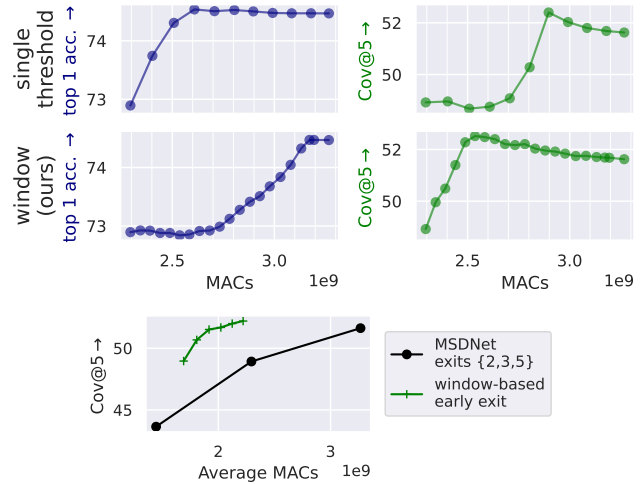 single
threshold
top 1 acc. →
74
73
Cov@5 →
52
50
window
(ours)
top 1 acc. →
74
73
2.5
3.0
MACs
1e9
Cov@5 →
52
50
2.5
3.0
MACs
1e9
Cov@5 →
50
45
2
3
Average MACs
1e9
MSDNet
exits {2,3,5}
window-based
early exit